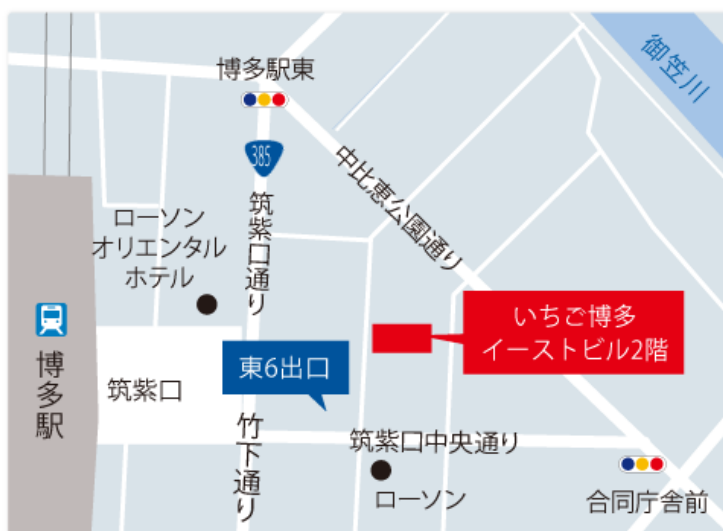 御笠川
博多駅東
385
中比恵公園通り
筑紫口通り
ローソン
オリエンタル
ホテル
いちご博多
イーストビル2階
博多駅
筑紫口
東6出口
竹下通り
筑紫口中央通り
ローソン
合同庁舎前